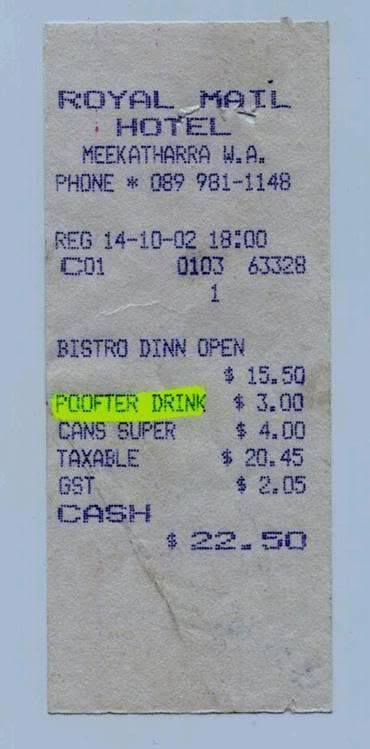 ROYAL MAIL
HOTEL
MEEKATHARRA W.A.
PHONE * 089 981-1148
REG 14-10-02 18:00
C01 0103 63328
1
BISTRO DINN OPEN
$ 15.50
POOFTER DRINK $ 3.00
CANS SUPER $ 4.00
TAXABLE $ 20.45
GST $ 2.05
CASH
$ 22.50